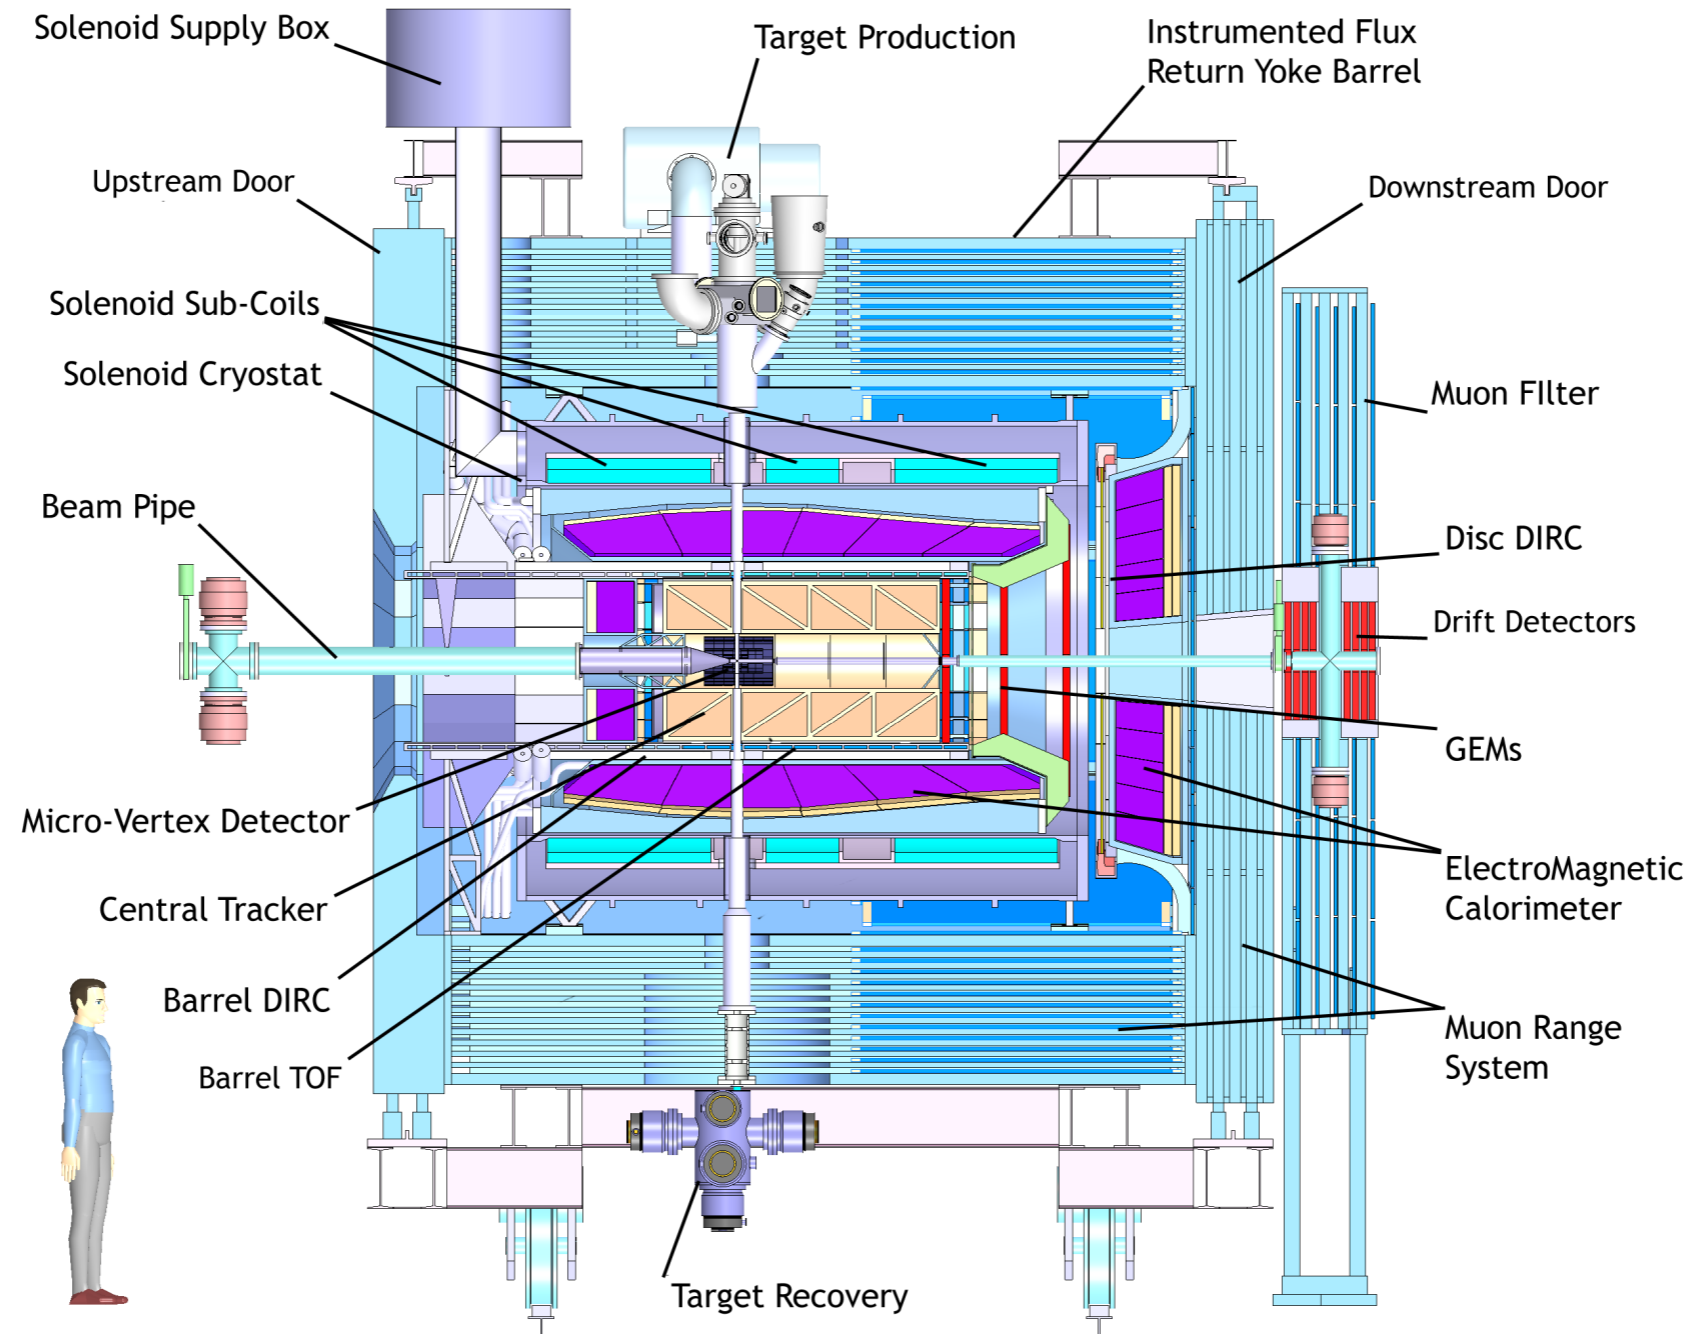 Solenoid Supply Box
Target Production
Instrumented Flux
Return Yoke Barrel
Upstream Door
Downstream Door
Solenoid Sub-Coils
Solenoid Cryostat
Muon FIlter
Beam Pipe
Disc DIRC
Drift Detectors
GEMs
Micro-Vertex Detector
ElectroMagnetic
Calorimeter
Central Tracker
Barrel DIRC
Muon Range
System
Barrel TOF
Target Recovery